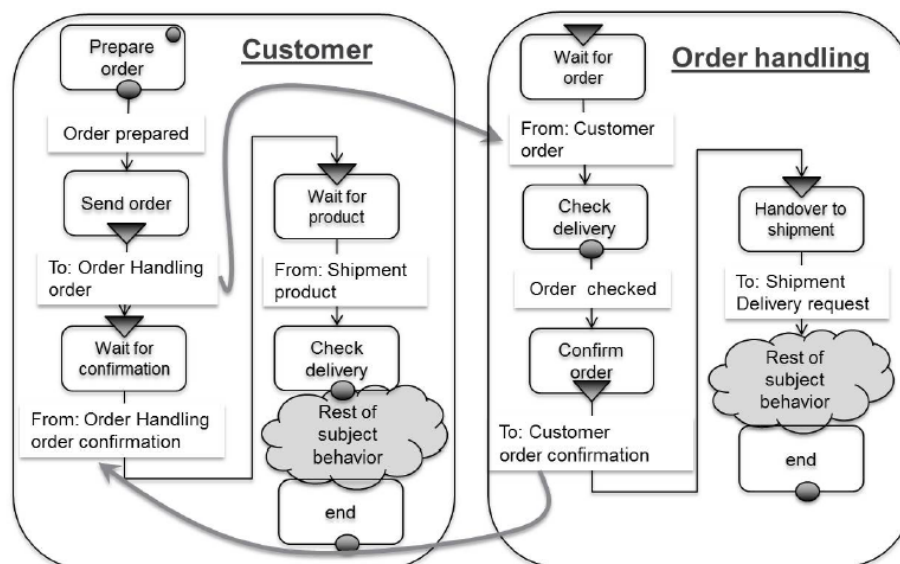 Customer
Prepare
order
Order prepared
Send order
To: Order Handling
order
Wait for
confirmation
From: Order Handling
order confirmation
Wait for
product
From: Shipment
product
Check
delivery
Rest of
subject
behavior
end
Order handling
Wait for
order
From: Customer
order
Check
delivery
Order checked
Confirm
order
To: Customer
order confirmation
Handover to
shipment
To: Shipment
Delivery request
Rest of
subject
behavior
end